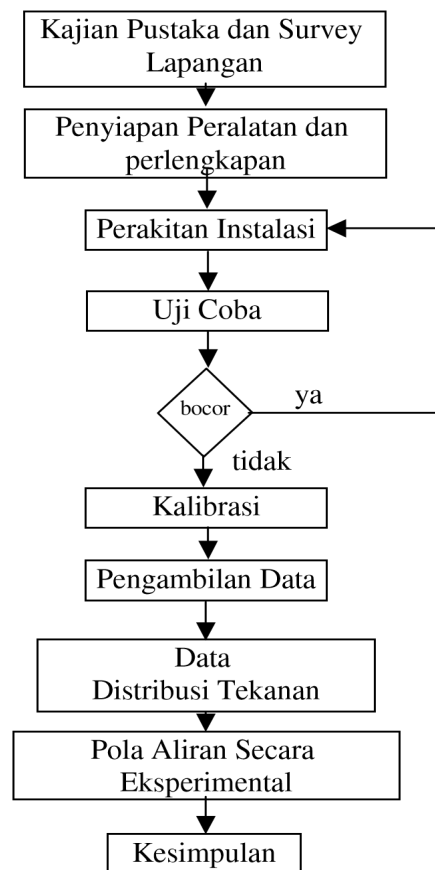 Kajian Pustaka dan Survey
Lapangan
Penyiapan Peralatan dan
perlengkapan
Perakitan Instalasi
Uji Coba
bocor
ya
tidak
Kalibrasi
Pengambilan Data
Data
Distribusi Tekanan
Pola Aliran Secara
Eksperimental
Kesimpulan